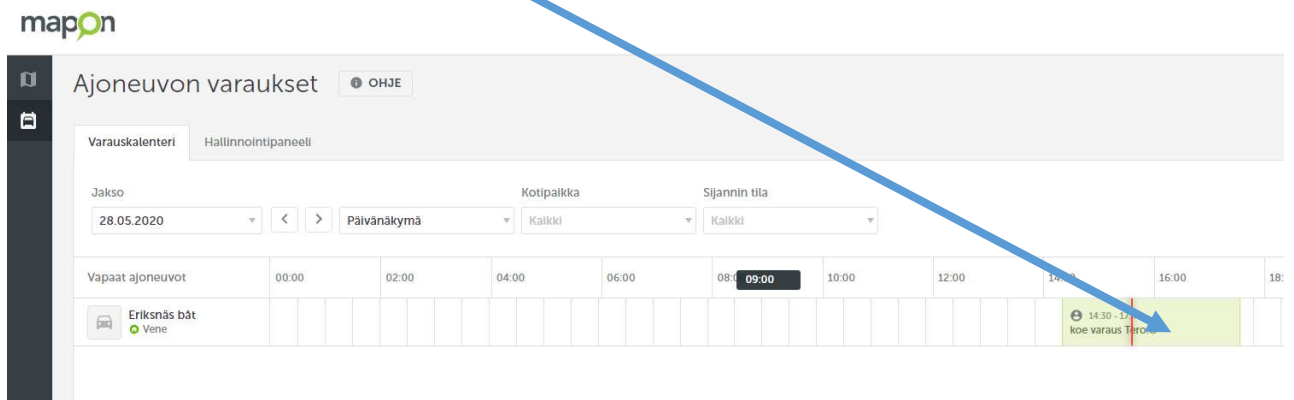 mapon
Ajoneuvon varaukset OHJE
Varauskalenteri Hallinnointipaneeli
Jakso Kotipaikka Sijannin tila
28.05.2020 < > Päivänäkymä Kaikki Kaikki
Vapaat ajoneuvot 00:00 02:00 04:00 06:00 09:00 10:00 12:00 16:00
Eriksnäs båt 14:30 -
Vene koe varaus